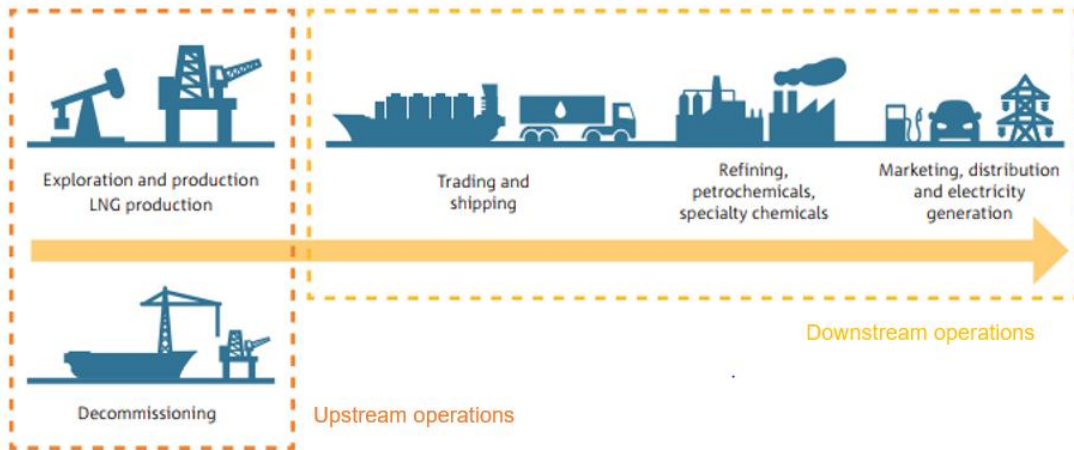 Exploration and production
LNG production
Trading and
shipping
Refining,
petrochemicals,
specialty chemicals
Marketing, distribution
and electricity
generation
Downstream operations
Decommissioning
Upstream operations